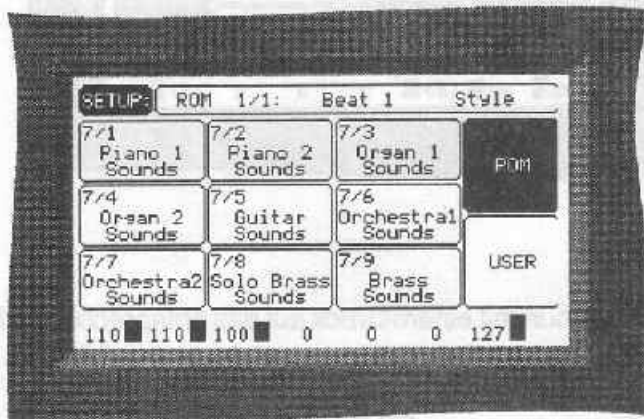 SETUP: ROM 1/1: Beat 1 Style
7/1 Piano 1 Sounds
7/2 Piano 2 Sounds
7/3 Organ 1 Sounds
ROM
7/4 Organ 2 Sounds
7/5 Guitar Sounds
7/6 Orchestra1 Sounds
7/7 Orchestra2 Sounds
7/8 Solo Brass Sounds
7/9 Brass Sounds
USER
110 110 100 0 0 0 127